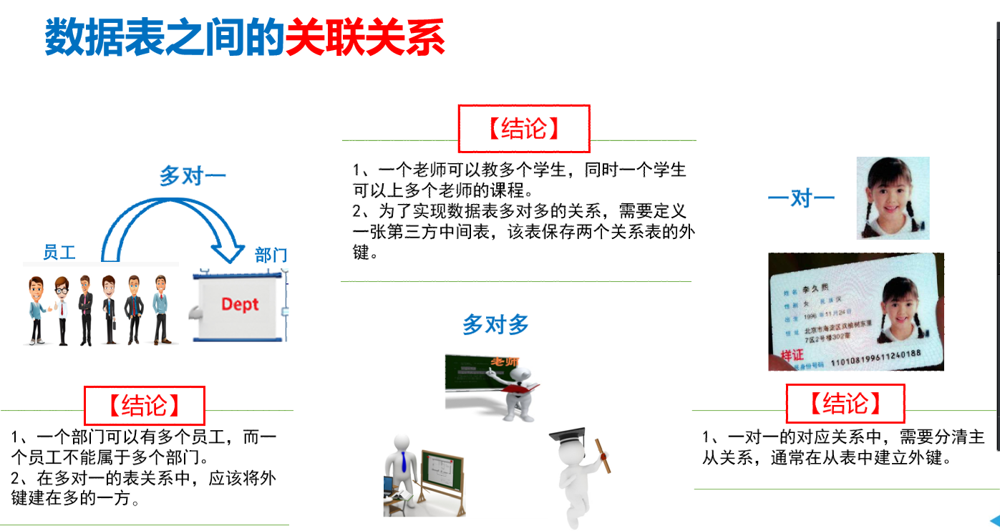 数据表之间的关联关系
多对一
员工
部门
Dept
【结论】
1、一个部门可以有多个员工，而一
个员工不能属于多个部门。
2、在多对一的表关系中，应该将外
键建在多的一方。
【结论】
1、一个老师可以教多个学生，同时一个学生
可以上多个老师的课程。
2、为了实现数据表多对多的关系，需要定义
一张第三方中间表，该表保存两个关系表的外
键。
多对多
老师
一对一
姓名 李久熙
性别 女 民族 汉
出生 1996 年 11 月 24 日
住址 北京市海淀区双榆树东里
7区2号楼302室
样证
民身份号码 110108199611240188
【结论】
1、一对一的对应关系中，需要分清主
从关系，通常在从表中建立外键。